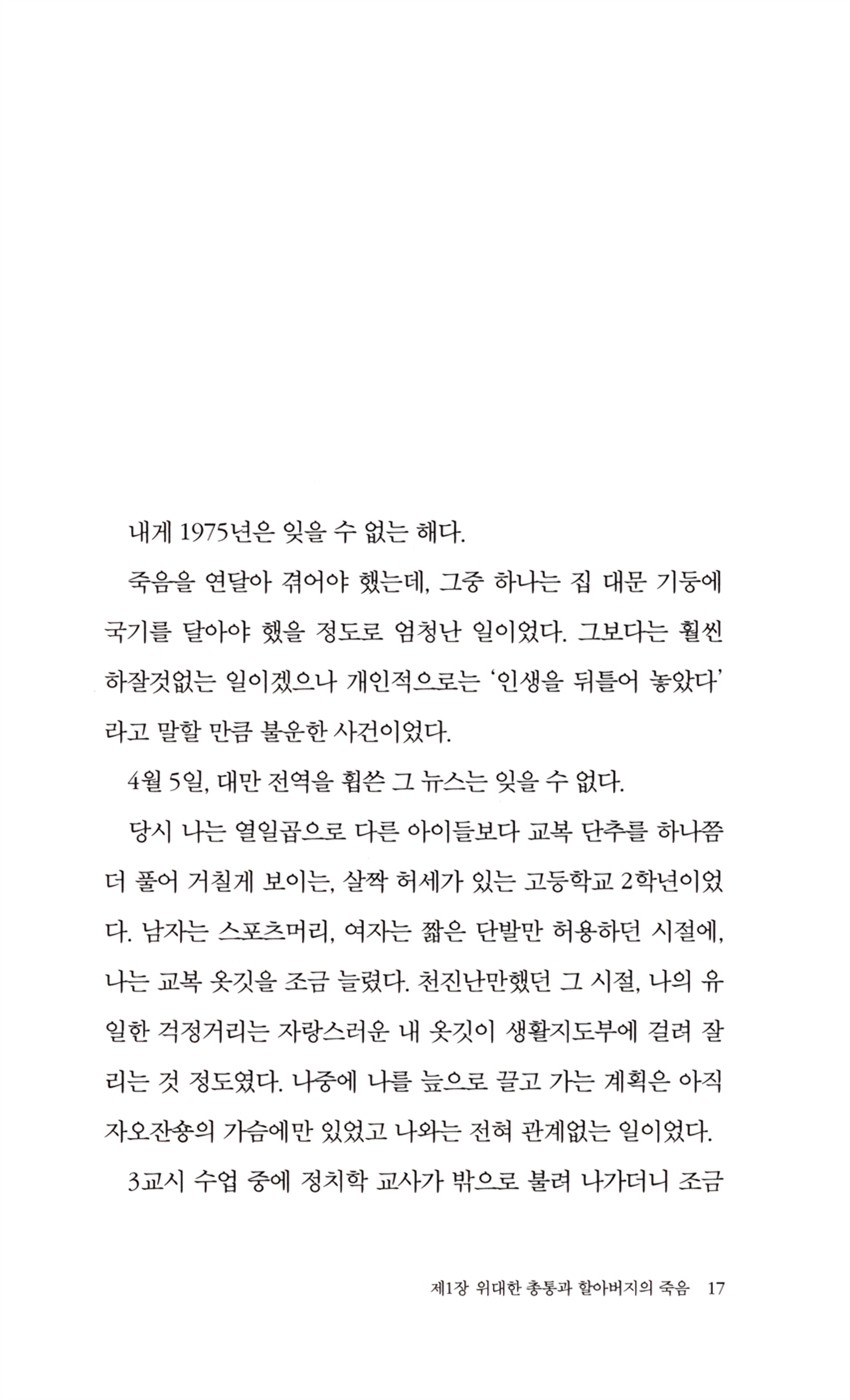 내게 1975년은 잊을 수 없는 해다.
죽음을 연달아 겪어야 했는데, 그중 하나는 집 대문 기둥에
국기를 달아야 했을 정도로 엄청난 일이었다. 그보다는 훨씬
하잘것없는 일이겠으나 개인적으로는 ‘인생을 뒤틀어 놓았다’
라고 말할 만큼 불운한 사건이었다.
4월 5일, 대만 전역을 휩쓴 그 뉴스는 잊을 수 없다.
당시 나는 열일곱으로 다른 아이들보다 교복 단추를 하나쯤
더 풀어 거칠게 보이는, 살짝 허세가 있는 고등학교 2학년이었
다. 남자는 스포츠머리, 여자는 짧은 단발만 허용하던 시절에,
나는 교복 옷깃을 조금 늘렸다. 천진난만했던 그 시절, 나의 유
일한 걱정거리는 자랑스러운 내 옷깃이 생활지도부에 걸려 잘
리는 것 정도였다. 나중에 나를 늪으로 끌고 가는 계획은 아직
자오잔숑의 가슴에만 있었고 나와는 전혀 관계없는 일이었다.
3교시 수업 중에 정치학 교사가 밖으로 불려 나가더니 조금
제1장 위대한 총통과 할아버지의 죽음 17